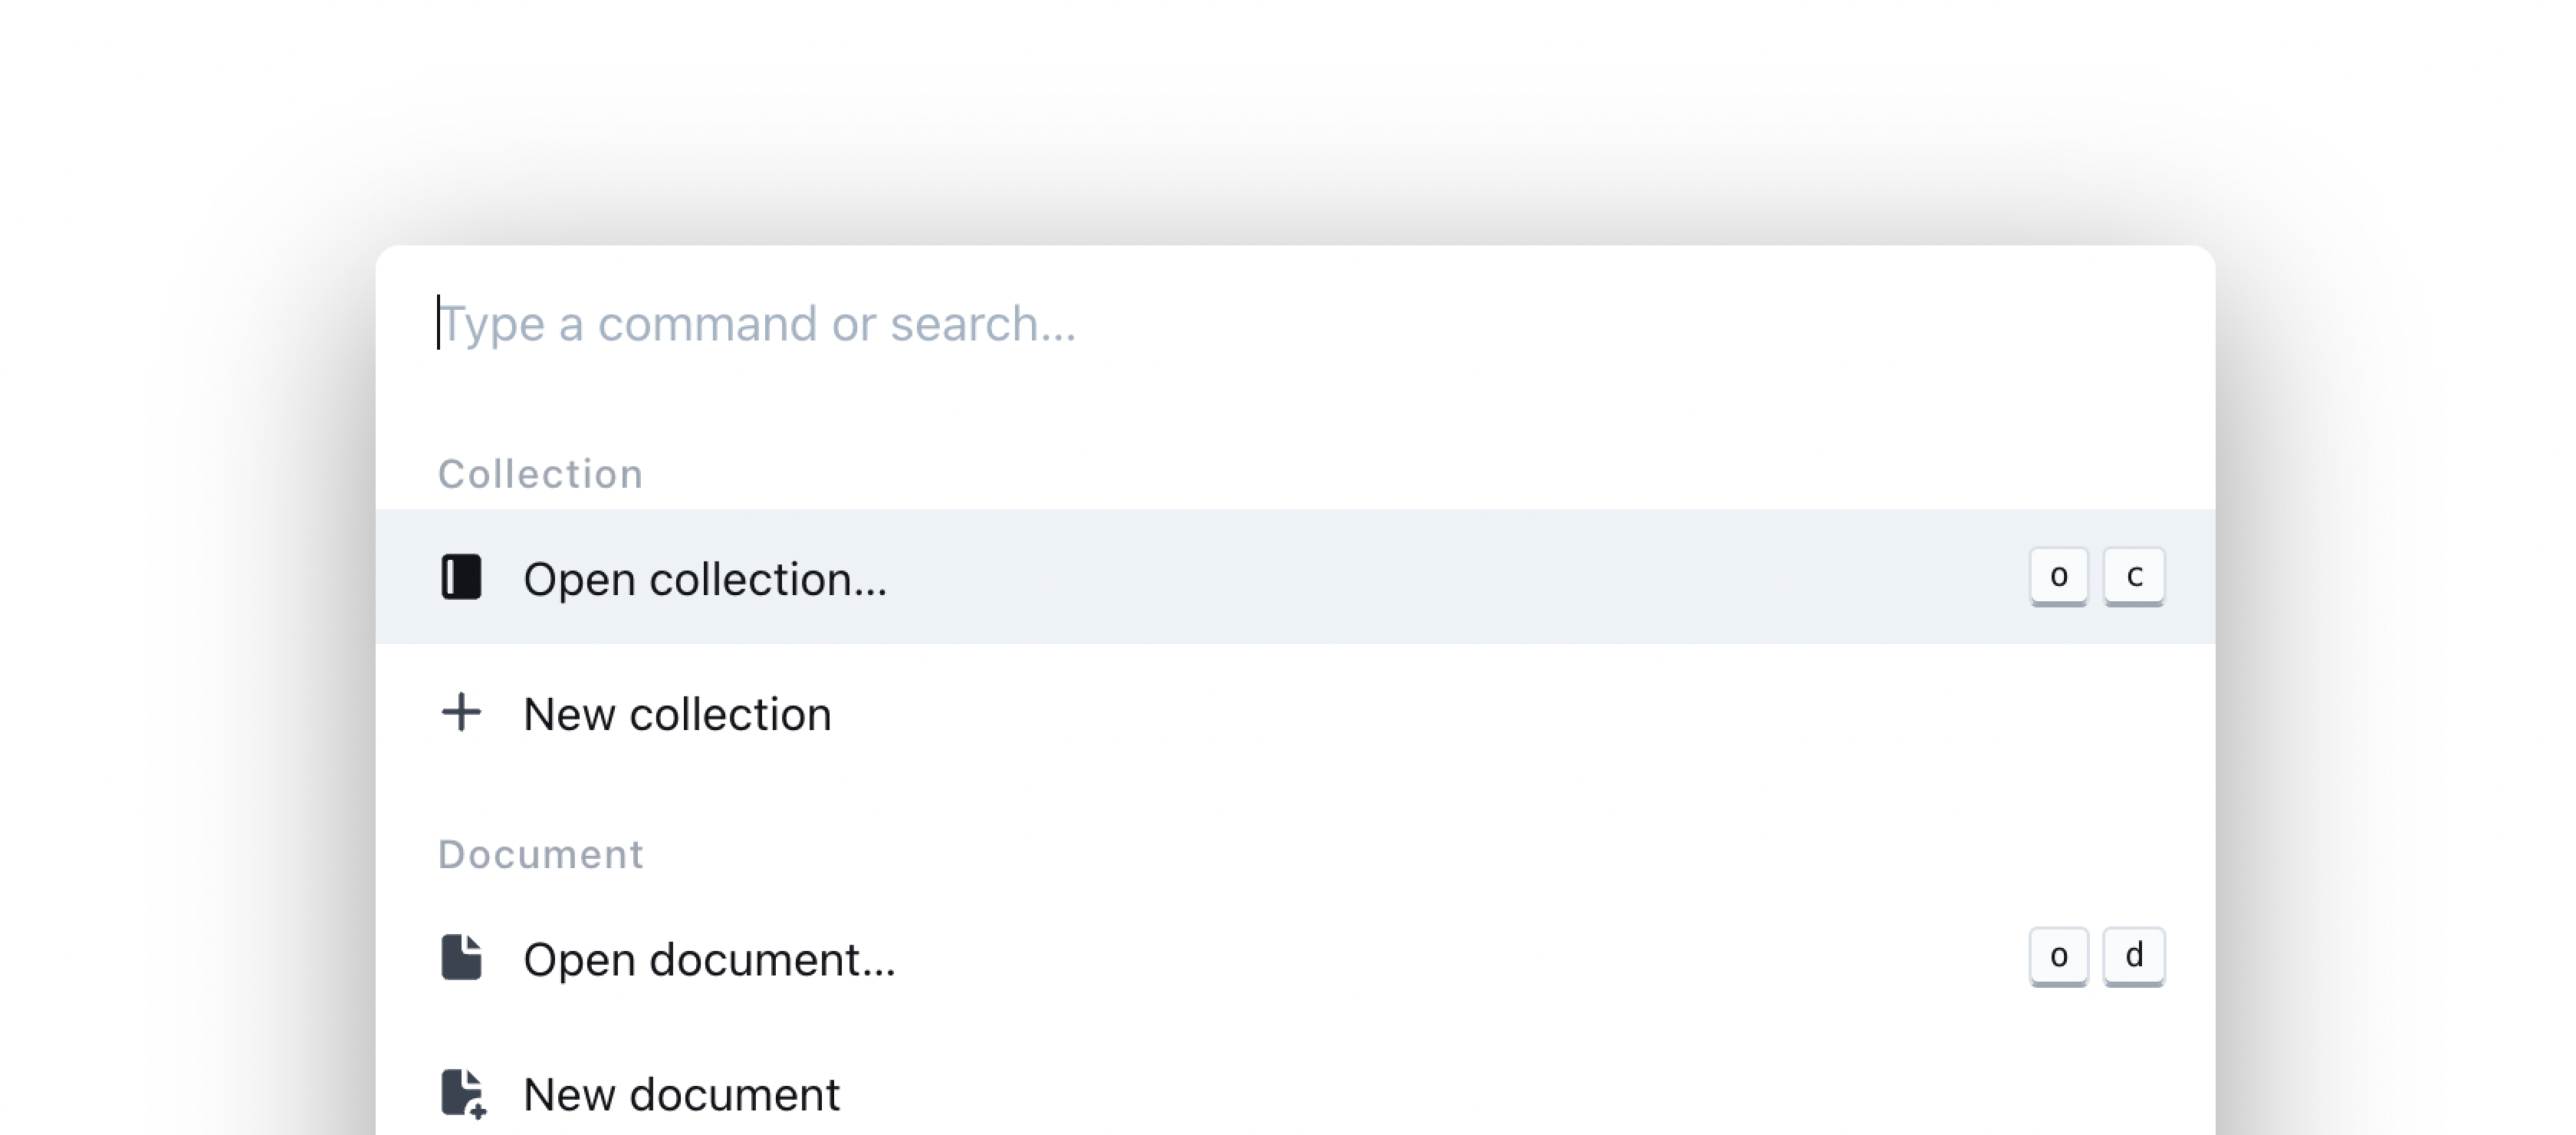 Type a command or search…
Collection
Open collection…
o c
New collection
Document
Open document…
o d
New document